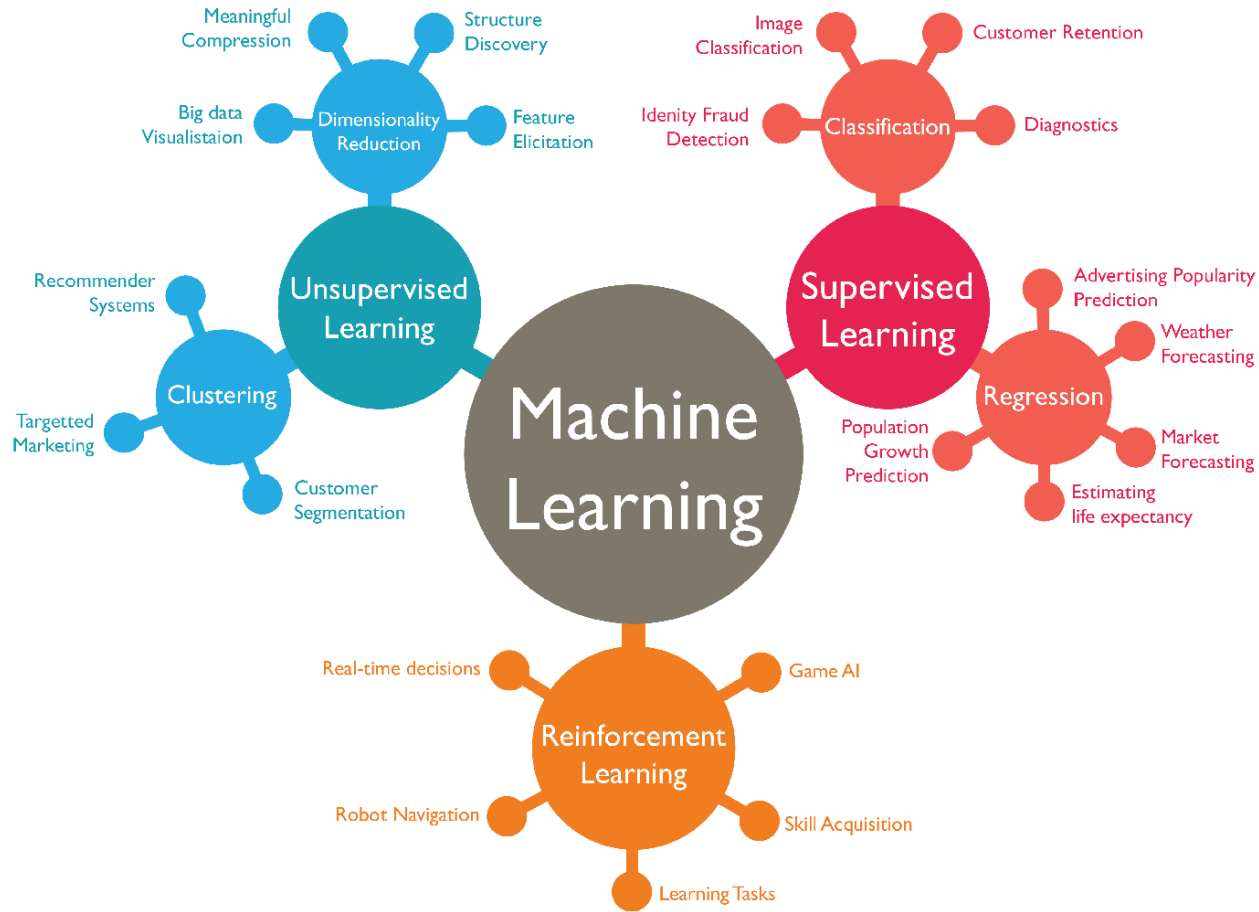 Meaningful
Compression
Structure
Discovery
Big data
Visualistaion
Dimensionality
Reduction
Feature
Elicitation
Image
Classification
Customer Retention
Idenity Fraud
Detection
Classification
Diagnostics
Unsupervised
Learning
Recommender
Systems
Clustering
Targetted
Marketing
Customer
Segmentation
Machine
Learning
Supervised
Learning
Advertising Popularity
Prediction
Weather
Forecasting
Regression
Population
Growth
Prediction
Market
Forecasting
Estimating
life expectancy
Real-time decisions
Game AI
Reinforcement
Learning
Robot Navigation
Skill Acquisition
Learning Tasks